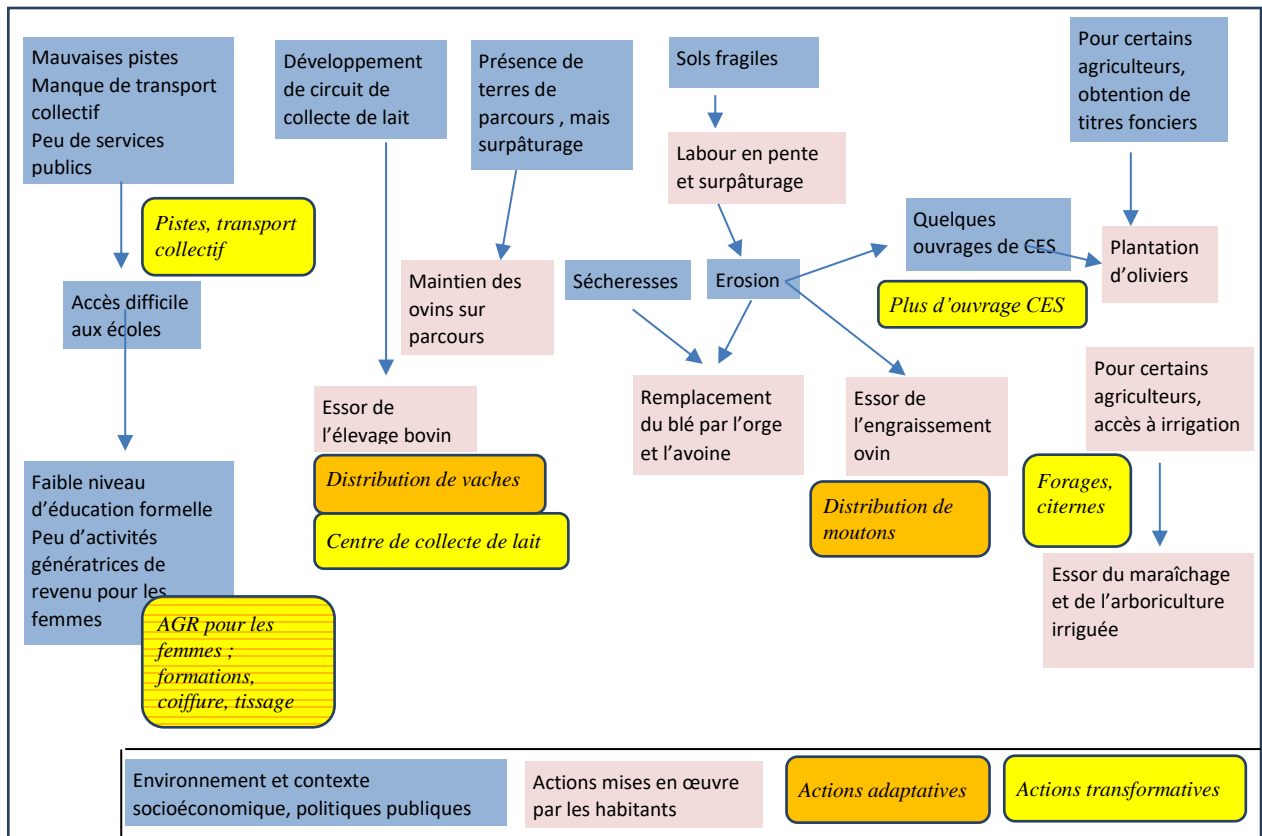 Mauvaises pistes
Manque de transport
collectif
Peu de services
publics
Pistes, transport
collectif
Accès difficile
aux écoles
Faible niveau
d'éducation formelle
Peu d'activités
génératrices de
revenu pour les
femmes
AGR pour les
femmes ;
formations,
coiffure, tissage
Développement
de circuit de
collecte de lait
Essor de
l'élevage bovin
Distribution de vaches
Centre de collecte de lait
Présence de
terres de
parcours , mais
surpâturage
Maintien des
ovins sur
parcours
Sols fragiles
Labour en pente
et surpâturage
Sécheresses
Erosion
Remplacement
du blé par l'orge
et l'avoine
Quelques
ouvrages de CES
Plus d'ouvrage CES
Essor de
l'engraissement
ovin
Distribution de
moutons
Pour certains
agriculteurs,
obtention de
titres fonciers
Plantation
d'oliviers
Pour certains
agriculteurs,
accès à irrigation
Forages,
citernes
Essor du maraîchage
et de l'arboriculture
irriguée
Environnement et contexte
socioéconomique, politiques publiques
Actions mises en œuvre
par les habitants
Actions adaptatives
Actions transformatives